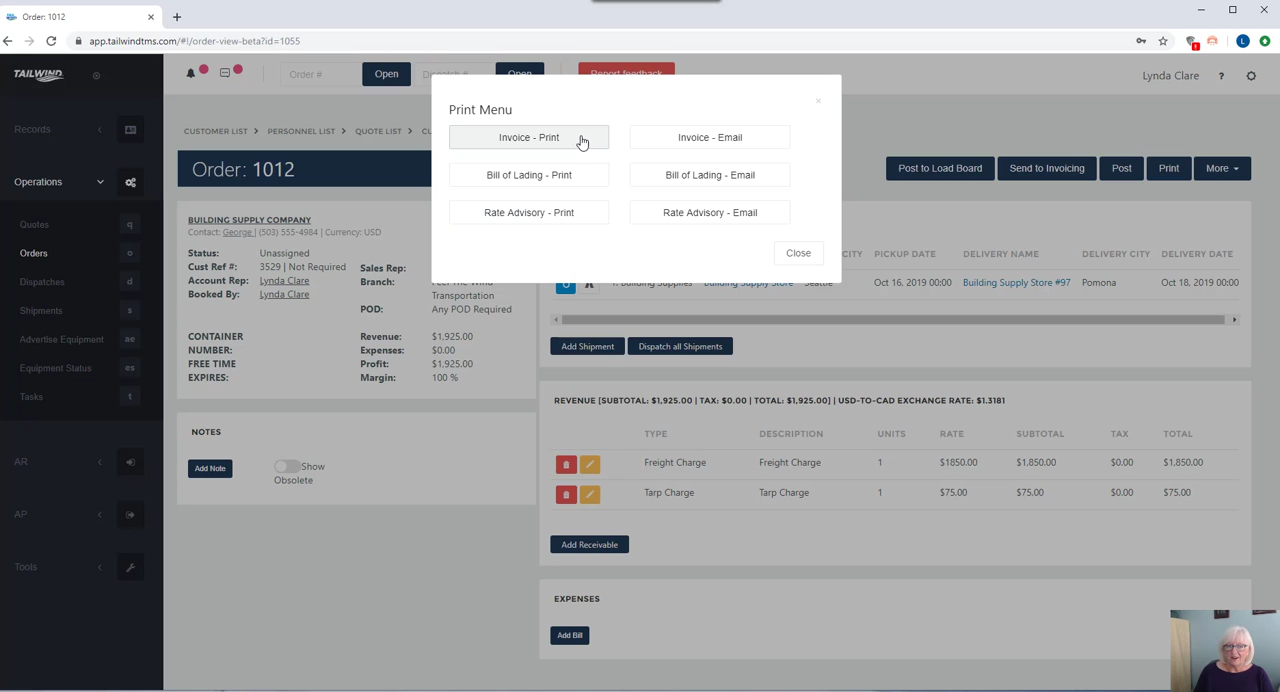 Order: 1012
app.tailwindtms.com/#!/order-view-beta?id=1055
L
TAILWIND
Order #
Open
Dispatch #
Open
Report feedback
Lynda Clare
?
Records
Operations
Quotes
q
Orders
o
Dispatches
d
Shipments
s
Advertise Equipment
ae
Equipment Status
es
Tasks
t
AR
AP
Tools
CUSTOMER LIST > PERSONNEL LIST > QUOTE LIST > CU
Order: 1012
Post to Load Board
Send to Invoicing
Post
Print
More
Print Menu
×
Invoice - Print
Invoice - Email
Bill of Lading - Print
Bill of Lading - Email
Rate Advisory - Print
Rate Advisory - Email
Close
BUILDING SUPPLY COMPANY
Contact: George | (503) 555-4984 | Currency: USD
Status: Unassigned
Cust Ref #: 3529 | Not Required
Account Rep: Lynda Clare
Booked By: Lynda Clare
Sales Rep:
Branch: Feel The Wind
Transportation
POD: Any POD Required
CONTAINER
NUMBER:
FREE TIME
EXPIRES:
Revenue: $1,925.00
Expenses: $0.00
Profit: $1,925.00
Margin: 100 %
NOTES
Add Note
Show
Obsolete
CITY PICKUP DATE DELIVERY NAME DELIVERY CITY DELIVERY DATE
1. Building Supplies Building Supply Store Seattle Oct 16, 2019 00:00 Building Supply Store #97 Pomona Oct 18, 2019 00:00
Add Shipment
Dispatch all Shipments
REVENUE [SUBTOTAL: $1,925.00 | TAX: $0.00 | TOTAL: $1,925.00] | USD-TO-CAD EXCHANGE RATE: $1.3181
TYPE DESCRIPTION UNITS RATE SUBTOTAL TAX TOTAL
Freight Charge Freight Charge 1 $1850.00 $1,850.00 $0.00 $1,850.00
Tarp Charge Tarp Charge 1 $75.00 $75.00 $0.00 $75.00
Add Receivable
EXPENSES
Add Bill